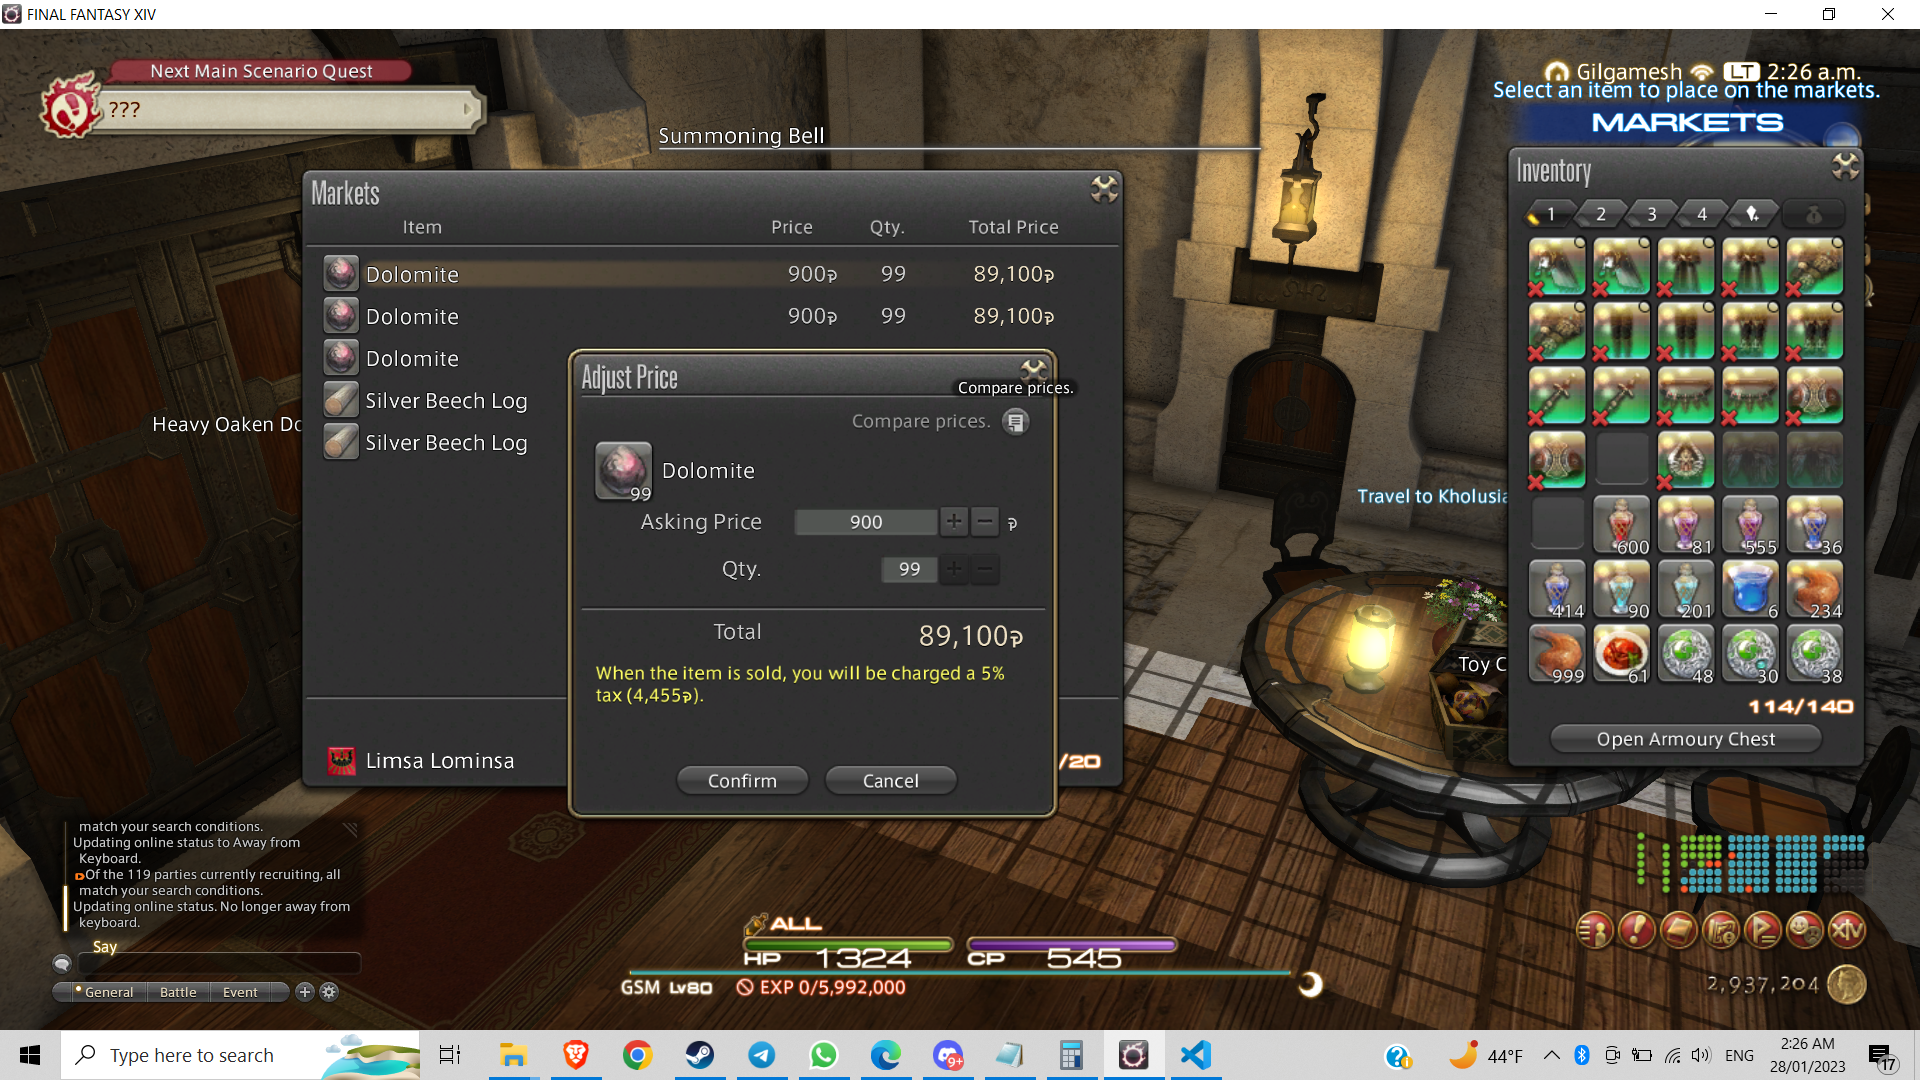 FINAL FANTASY XIV
Next Main Scenario Quest
???
Gilgamesh LT 2:26 a.m.
Select an item to place on the markets.
MARKETS
Summoning Bell
Markets
Item Price Qty. Total Price
Dolomite 900 99 89,100
Dolomite 900 99 89,100
Dolomite
Silver Beech Log
Silver Beech Log
Limsa Lominsa
/20
Adjust Price
Compare prices.
Compare prices.
99
Dolomite
Asking Price 900
Qty. 99
Total 89,100
When the item is sold, you will be charged a 5%
tax (4,455).
Confirm Cancel
Heavy Oaken Do
Travel to Kholusia
Toy C
Inventory
1 2 3 4
600 81 555 36
414 90 201 6 234
999 61 48 30 38
114/140
Open Armoury Chest
match your search conditions.
Updating online status to Away from
Keyboard.
Of the 119 parties currently recruiting, all
match your search conditions.
Updating online status. No longer away from
keyboard.
Say
General Battle Event
ALL
HP 1324 CP 545
GSM Lv80 EXP 0/5,992,000
XIV
2,937,204
Type here to search
9+
44°F
ENG
2:26 AM
28/01/2023
17